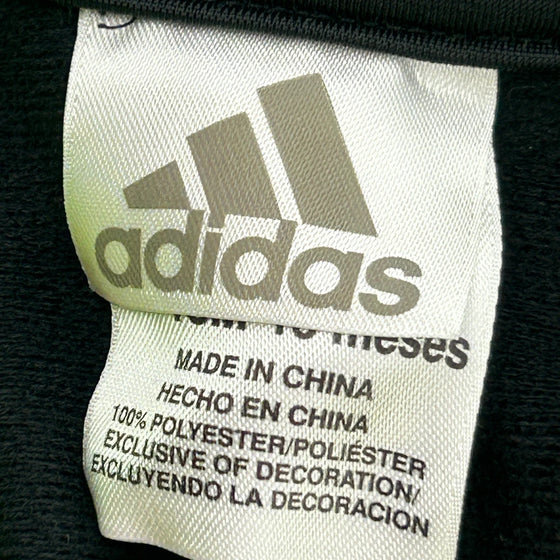 adidas
meses
MADE IN CHINA
HECHO EN CHINA
100% POLYESTER/POLIÉSTER
EXCLUSIVE OF DECORATION/
EXCLUYENDO LA DECORACION